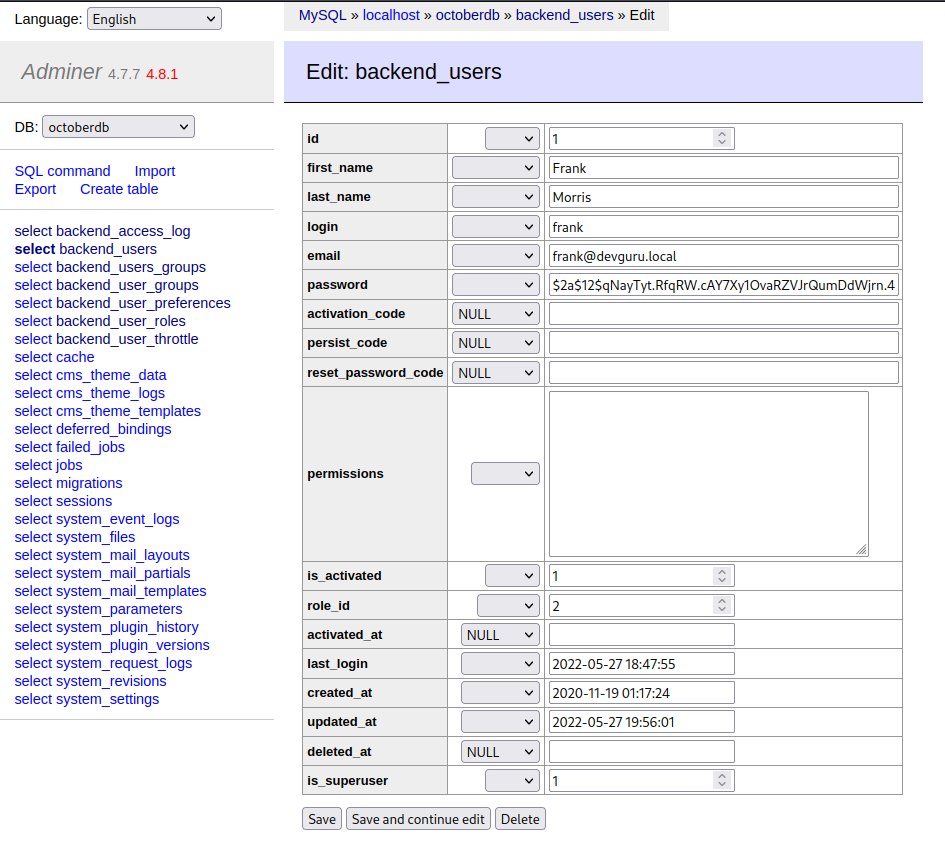 Language: English
MySQL » localhost » octoberdb » backend_users » Edit
Adminer 4.7.7 4.8.1
Edit: backend_users
DB: octoberdb
SQL command Import
Export Create table
select backend_access_log
select backend_users
select backend_users_groups
select backend_user_groups
select backend_user_preferences
select backend_user_roles
select backend_user_throttle
select cache
select cms_theme_data
select cms_theme_logs
select cms_theme_templates
select deferred_bindings
select failed_jobs
select jobs
select migrations
select sessions
select system_event_logs
select system_files
select system_mail_layouts
select system_mail_partials
select system_mail_templates
select system_parameters
select system_plugin_history
select system_plugin_versions
select system_request_logs
select system_revisions
select system_settings
id 1
first_name Frank
last_name Morris
login frank
email frank@devguru.local
password $2a$12$qNayTyt.RfqRW.cAY7Xy1OvaRZVJrQumDdWjrn.4
activation_code NULL
persist_code NULL
reset_password_code NULL
permissions
is_activated 1
role_id 2
activated_at NULL
last_login 2022-05-27 18:47:55
created_at 2020-11-19 01:17:24
updated_at 2022-05-27 19:56:01
deleted_at NULL
is_superuser 1
Save Save and continue edit Delete